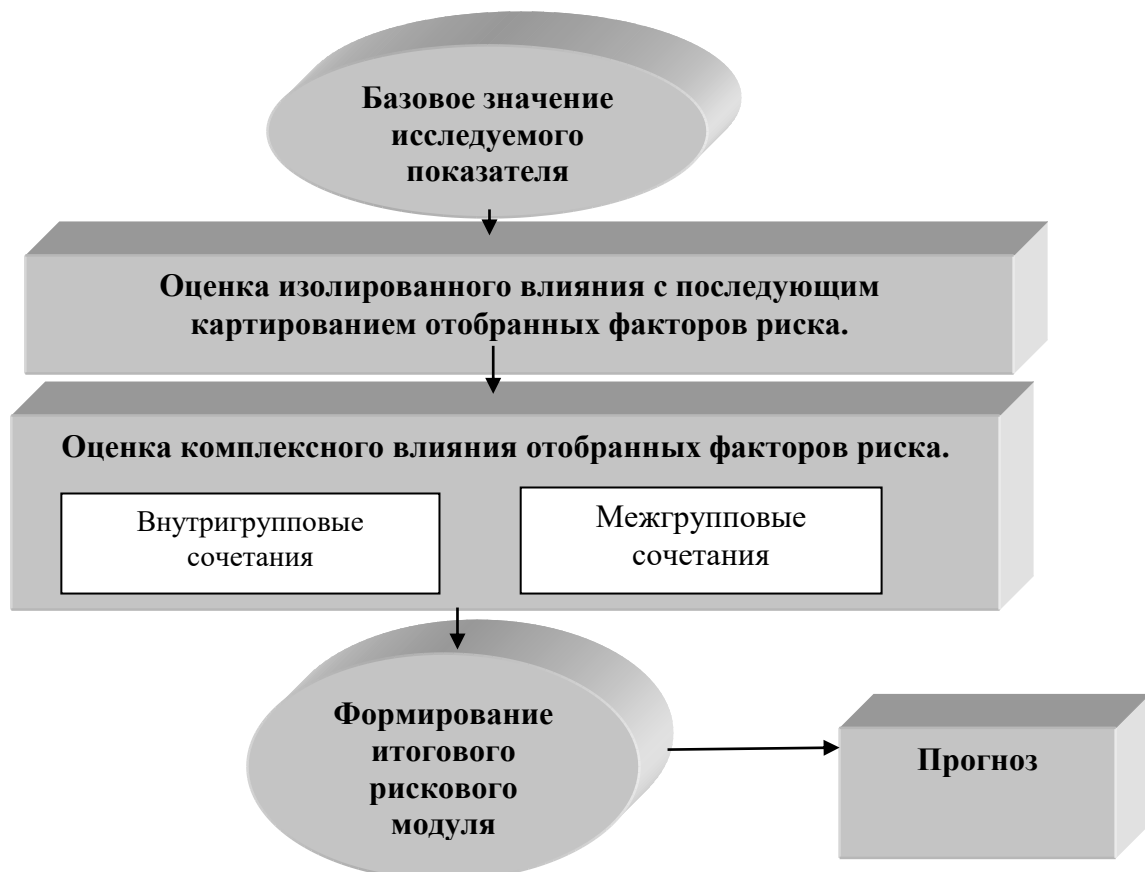 Базовое значение
исследуемого
показателя
Оценка изолированного влияния с последующим
картированием отобранных факторов риска.
Оценка комплексного влияния отобранных факторов риска.
Внутригрупповые
сочетания
Межгрупповые
сочетания
Формирование
итогового
рискового
модуля
Прогноз